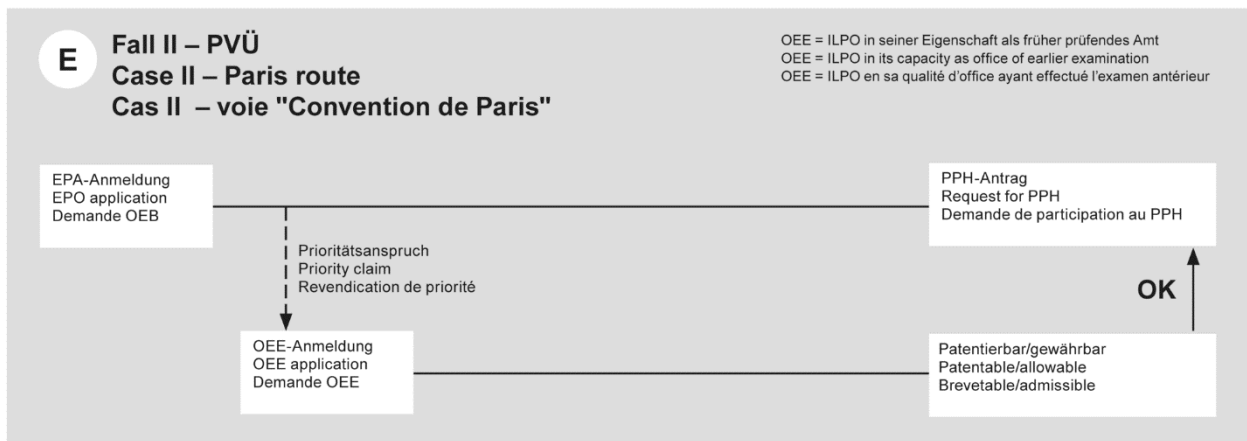 E
Fall II – PVÜ
Case II – Paris route
Cas II – voie "Convention de Paris"
OEE = ILPO in seiner Eigenschaft als früher prüfendes Amt
OEE = ILPO in its capacity as office of earlier examination
OEE = ILPO en sa qualité d'office ayant effectué l'examen antérieur
EPA-Anmeldung
EPO application
Demande OEB
PPH-Antrag
Request for PPH
Demande de participation au PPH
Prioritätsanspruch
Priority claim
Revendication de priorité
OK
OEE-Anmeldung
OEE application
Demande OEE
Patentierbar/gewährbar
Patentable/allowable
Brevetable/admissible